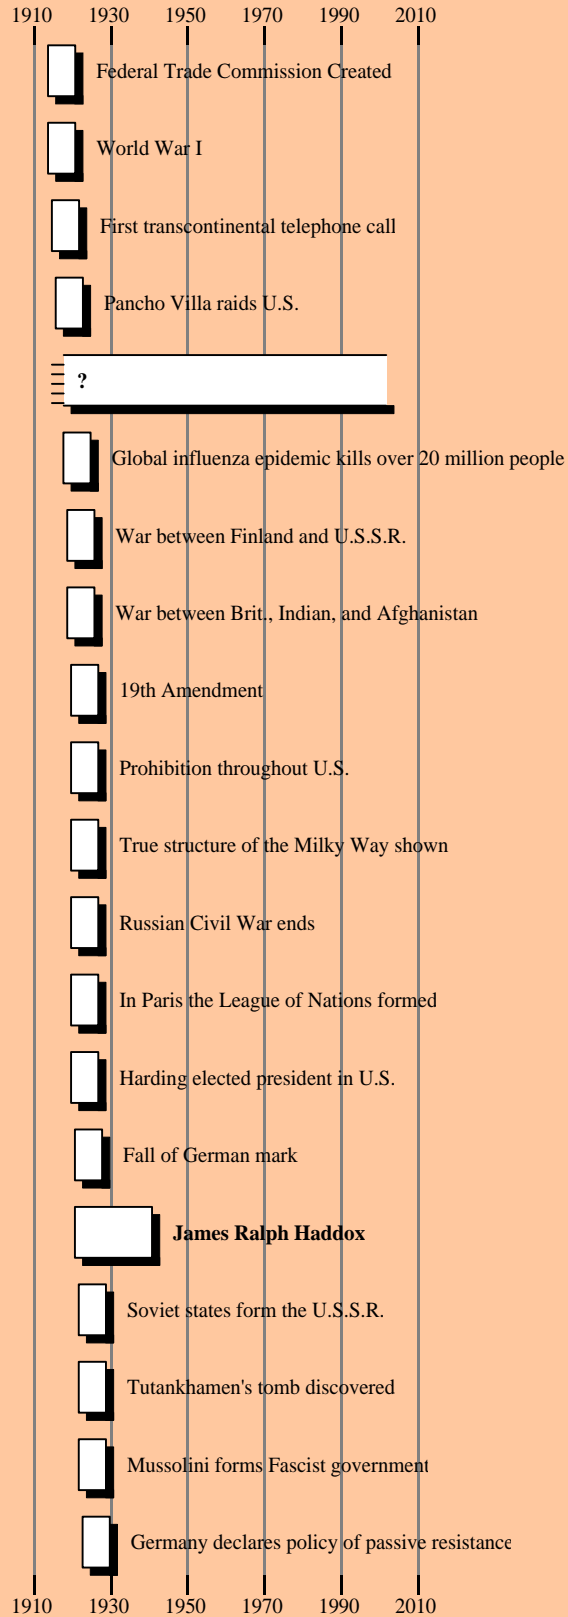 1910 1930 1950 1970 1990 2010
Federal Trade Commission Created
World War I
First transcontinental telephone call
Pancho Villa raids U.S.
?
Global influenza epidemic kills over 20 million people
War between Finland and U.S.S.R.
War between Brit., Indian, and Afghanistan
19th Amendment
Prohibition throughout U.S.
True structure of the Milky Way shown
Russian Civil War ends
In Paris the League of Nations formed
Harding elected president in U.S.
Fall of German mark
James Ralph Haddox
Soviet states form the U.S.S.R.
Tutankhamen's tomb discovered
Mussolini forms Fascist government
Germany declares policy of passive resistance
1910 1930 1950 1970 1990 2010